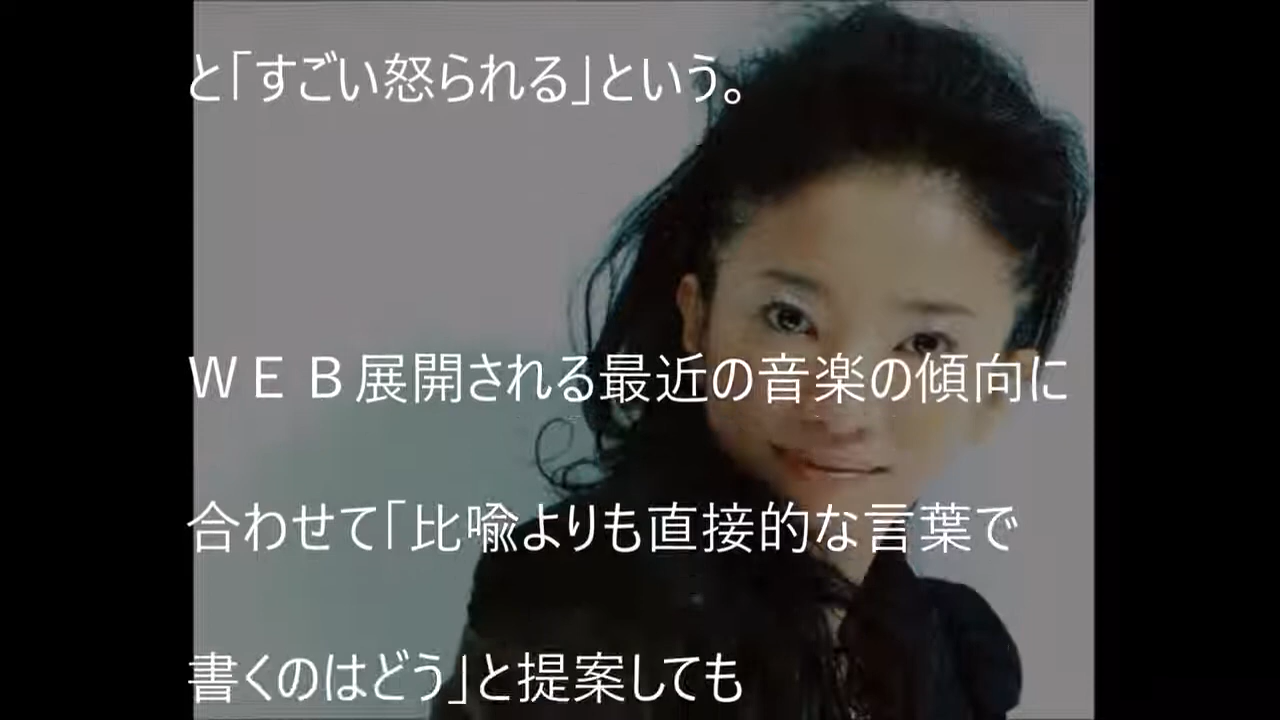 と「すごい怒られる」という。
ＷＥＢ展開される最近の音楽の傾向に
合わせて「比喩よりも直接的な言葉で
書くのはどう」と提案しても